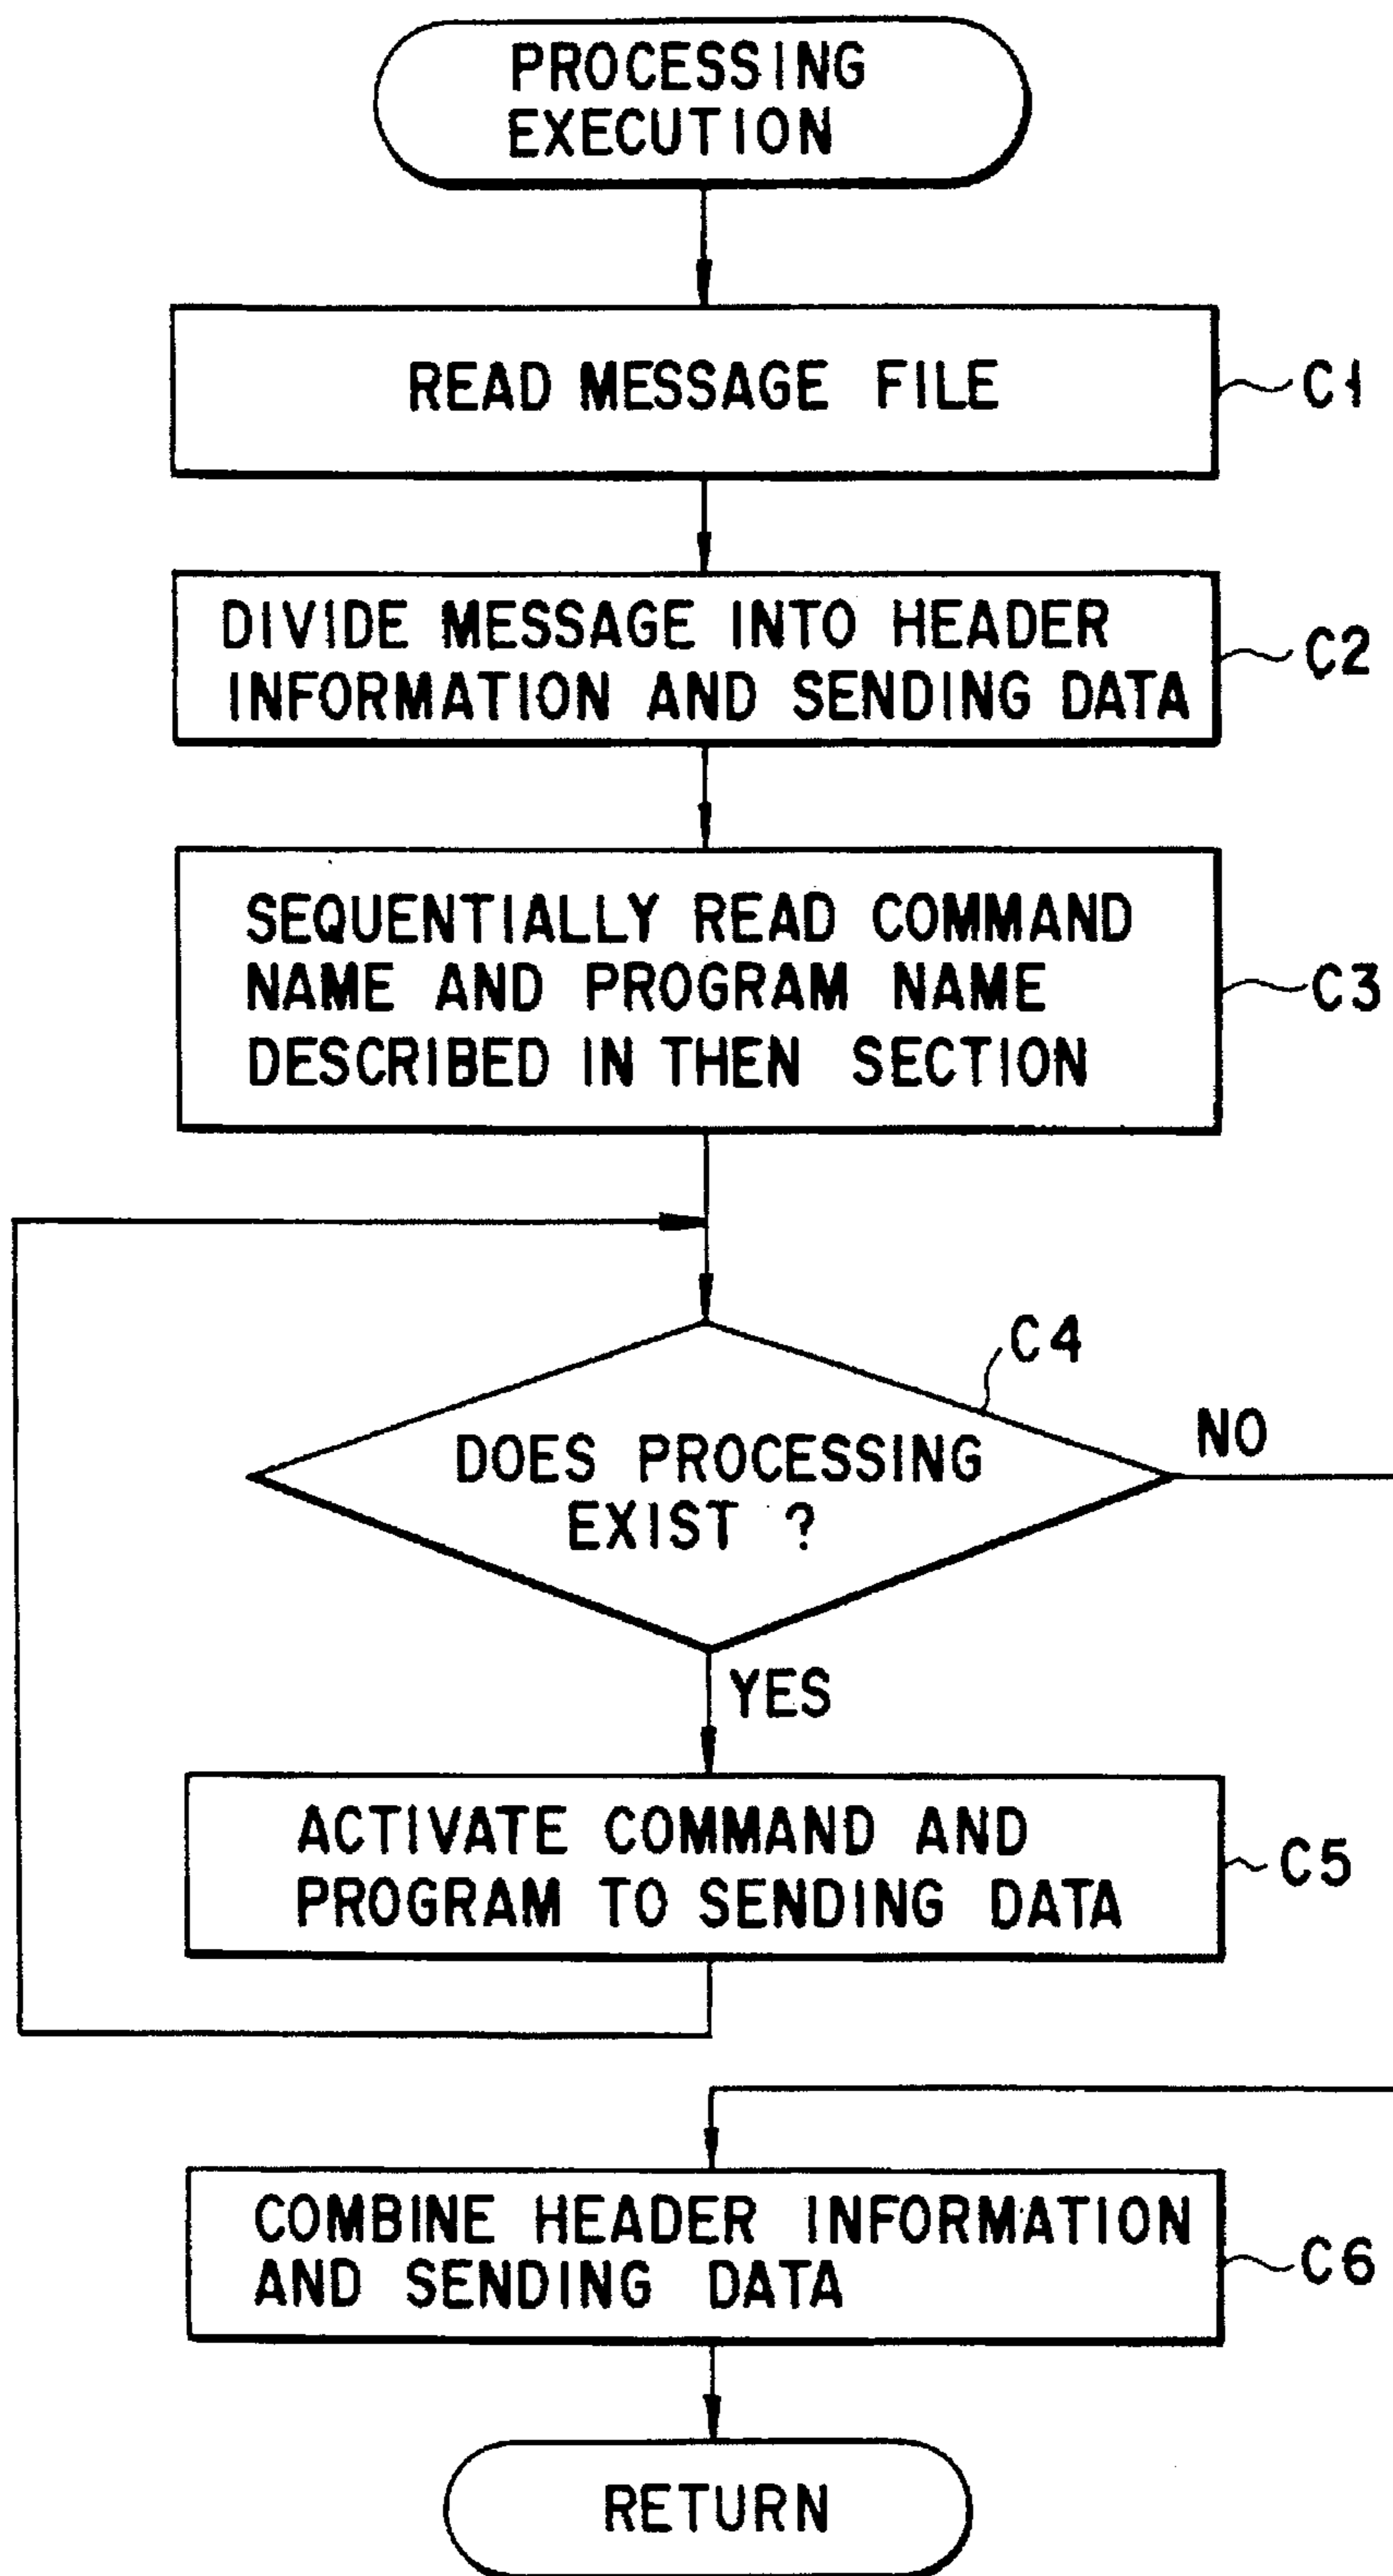 PROCESSING
EXECUTION
READ MESSAGE FILE
C1
DIVIDE MESSAGE INTO HEADER
INFORMATION AND SENDING DATA
C2
SEQUENTIALLY READ COMMAND
NAME AND PROGRAM NAME
DESCRIBED IN THEN SECTION
C3
C4
DOES PROCESSING
EXIST ?
NO
YES
ACTIVATE COMMAND AND
PROGRAM TO SENDING DATA
C5
COMBINE HEADER INFORMATION
AND SENDING DATA
C6
RETURN